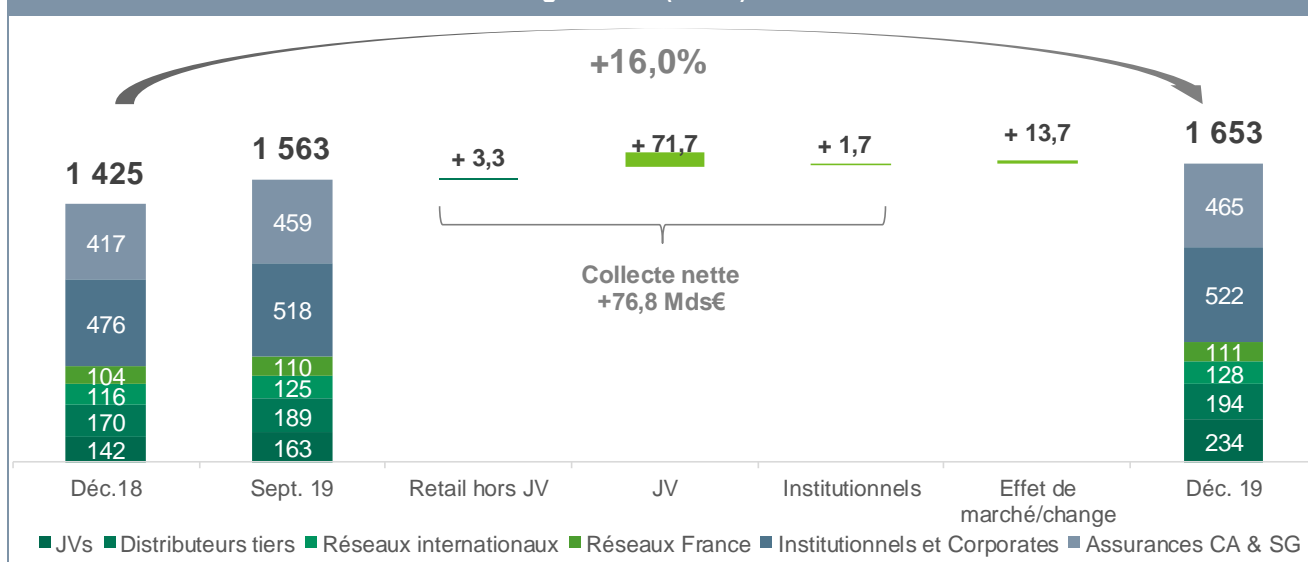 +16,0%
1 425
1 563
+ 3,3
+ 71,7
+ 1,7
+ 13,7
1 653
417
476
104
116
170
142
459
518
110
125
189
163
465
522
111
128
194
234
Collecte nette
+76,8 Mds€
Déc.18
Sept. 19
Retail hors JV
JV
Institutionnels
Effet de
marché/change
Déc. 19
JVs
Distributeurs tiers
Réseaux internationaux
Réseaux France
Institutionnels et Corporates
Assurances CA & SG